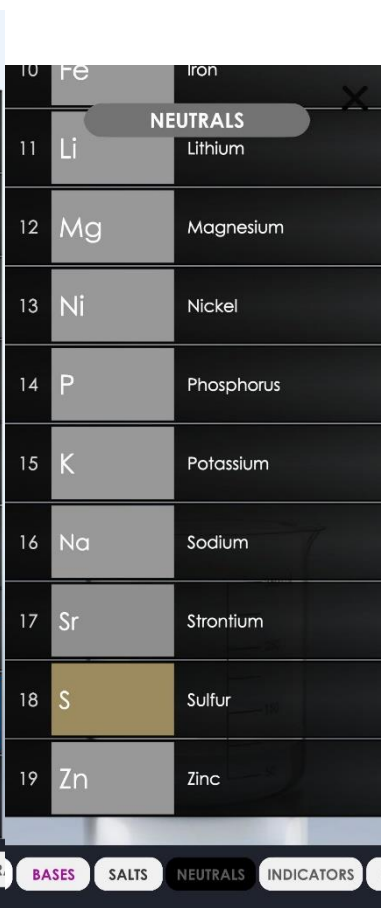 10 Fe Iron
NEUTRALS
11 Li Lithium
12 Mg Magnesium
13 Ni Nickel
14 P Phosphorus
15 K Potassium
16 Na Sodium
17 Sr Strontium
18 S Sulfur
19 Zn Zinc
BASES SALTS NEUTRALS INDICATORS